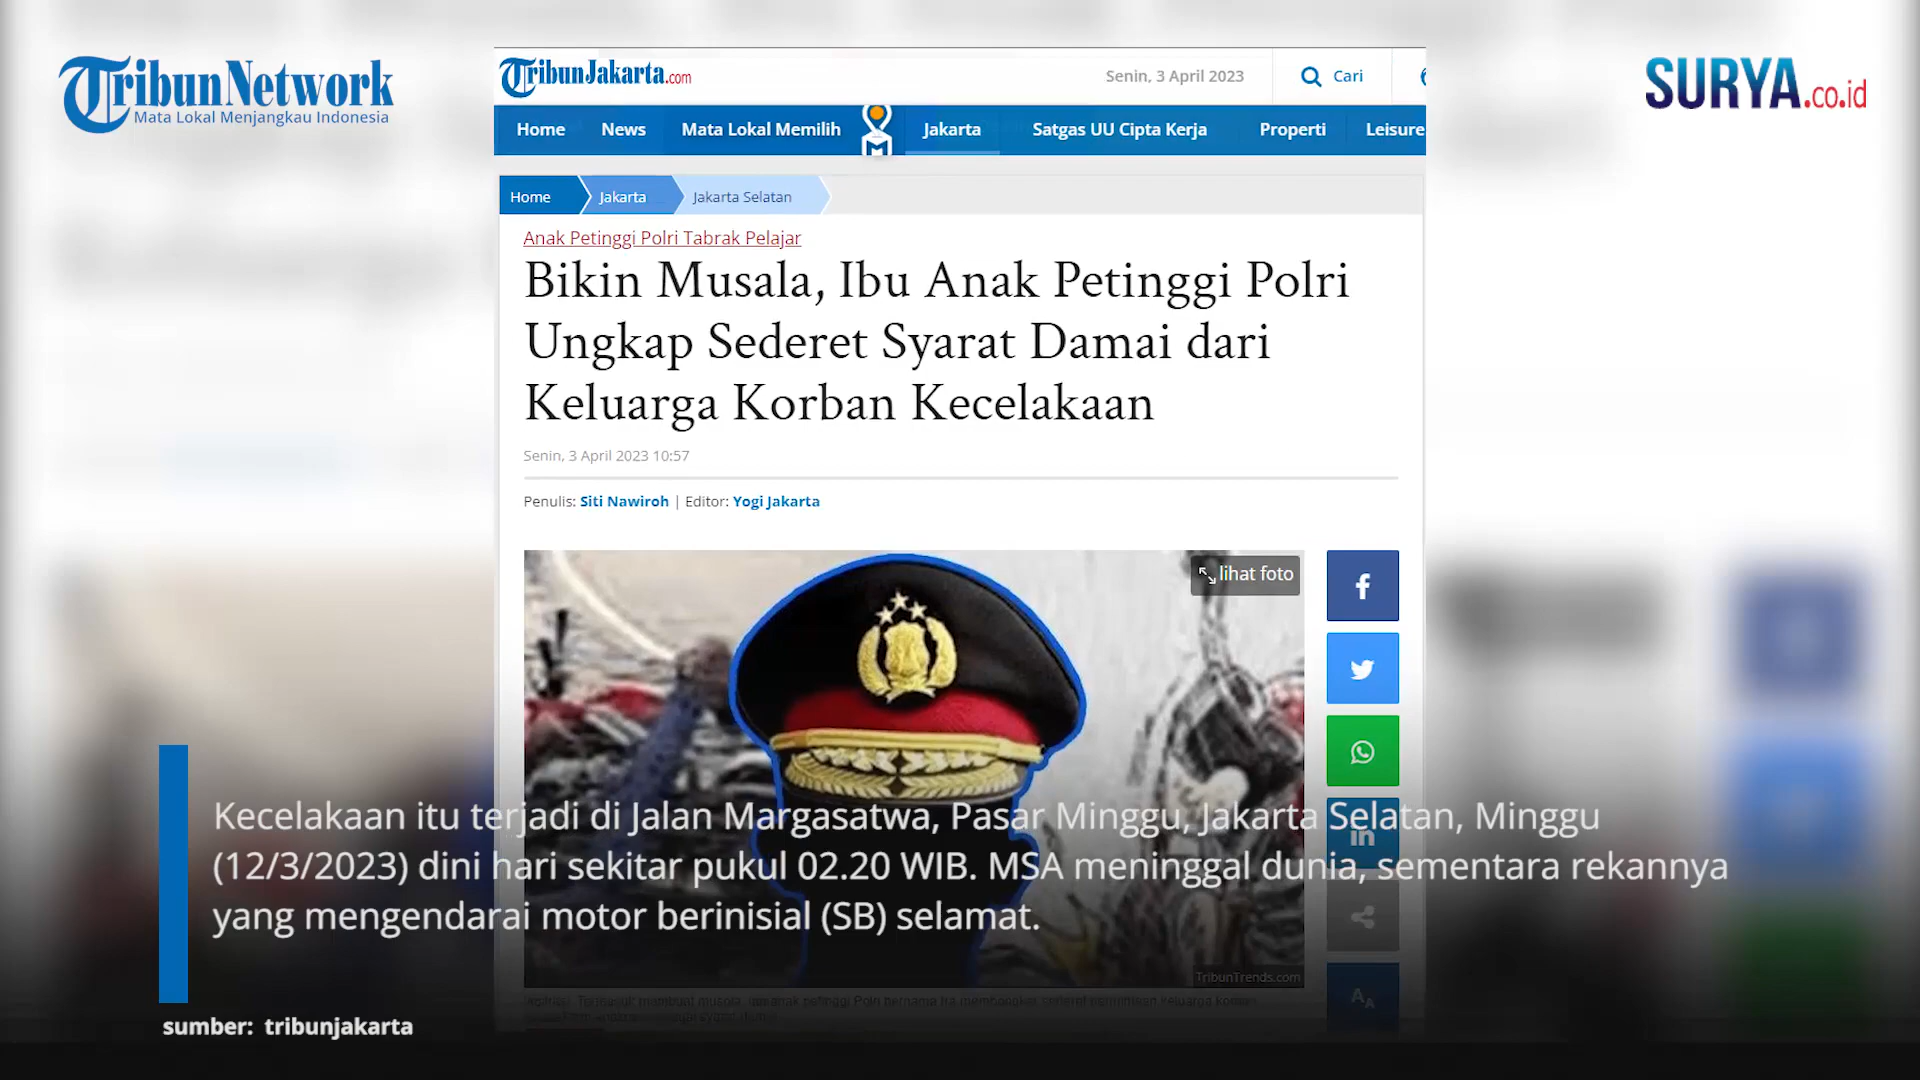 TribunNetwork
Mata Lokal Menjangkau Indonesia
TribunJakarta.com
Senin, 3 April 2023
Cari
SURYA.co.id
Home
News
Mata Lokal Memilih
Jakarta
Satgas UU Cipta Kerja
Properti
Leisure
Home
Jakarta
Jakarta Selatan
Anak Petinggi Polri Tabrak Pelajar
Bikin Musala, Ibu Anak Petinggi Polri
Ungkap Sederet Syarat Damai dari
Keluarga Korban Kecelakaan
Senin, 3 April 2023 10:57
Penulis: Siti Nawiroh | Editor: Yogi Jakarta
lihat foto
Kecelakaan itu terjadi di Jalan Margasatwa, Pasar Minggu, Jakarta Selatan, Minggu
(12/3/2023) dini hari sekitar pukul 02.20 WIB. MSA meninggal dunia, sementara rekannya
yang mengendarai motor berinisial (SB) selamat.
TribunTrends.com
sumber: tribunjakarta